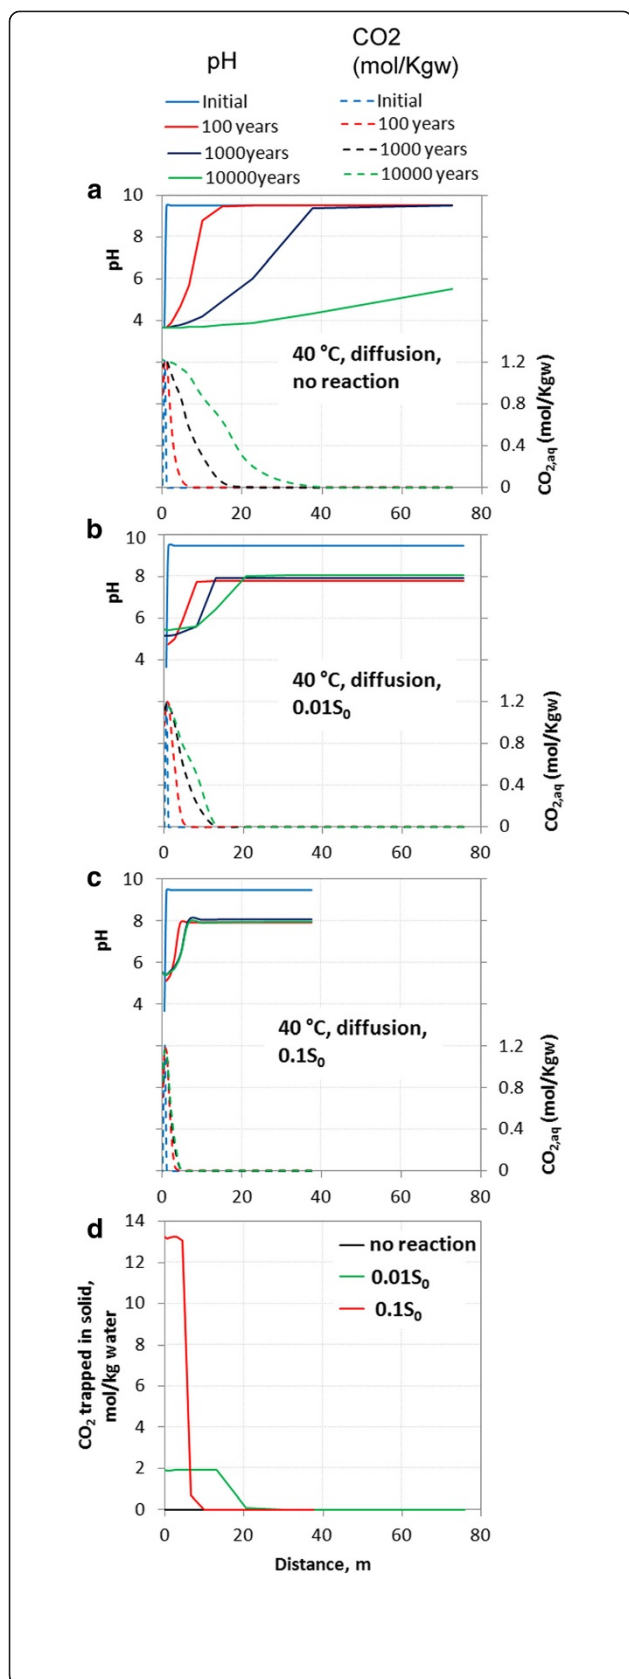 pH
CO2
(mol/Kgw)
Initial
100 years
1000years
10000years
Initial
100 years
1000 years
10000 years
a
10
8
6
4
pH
40 °C, diffusion,
no reaction
1.2
0.8
0.4
0
CO2,aq (mol/Kgw)
0 20 40 60 80
b
10
8
6
4
pH
40 °C, diffusion,
0.01S0
1.2
0.8
0.4
0
CO2,aq (mol/Kgw)
0 20 40 60 80
c
10
8
6
4
pH
40 °C, diffusion,
0.1S0
1.2
0.8
0.4
0
CO2,aq (mol/Kgw)
0 20 40 60 80
d
14
12
10
8
6
4
2
0
CO2 trapped in solid,
mol/kg water
no reaction
0.01S0
0.1S0
0 20 40 60 80
Distance, m